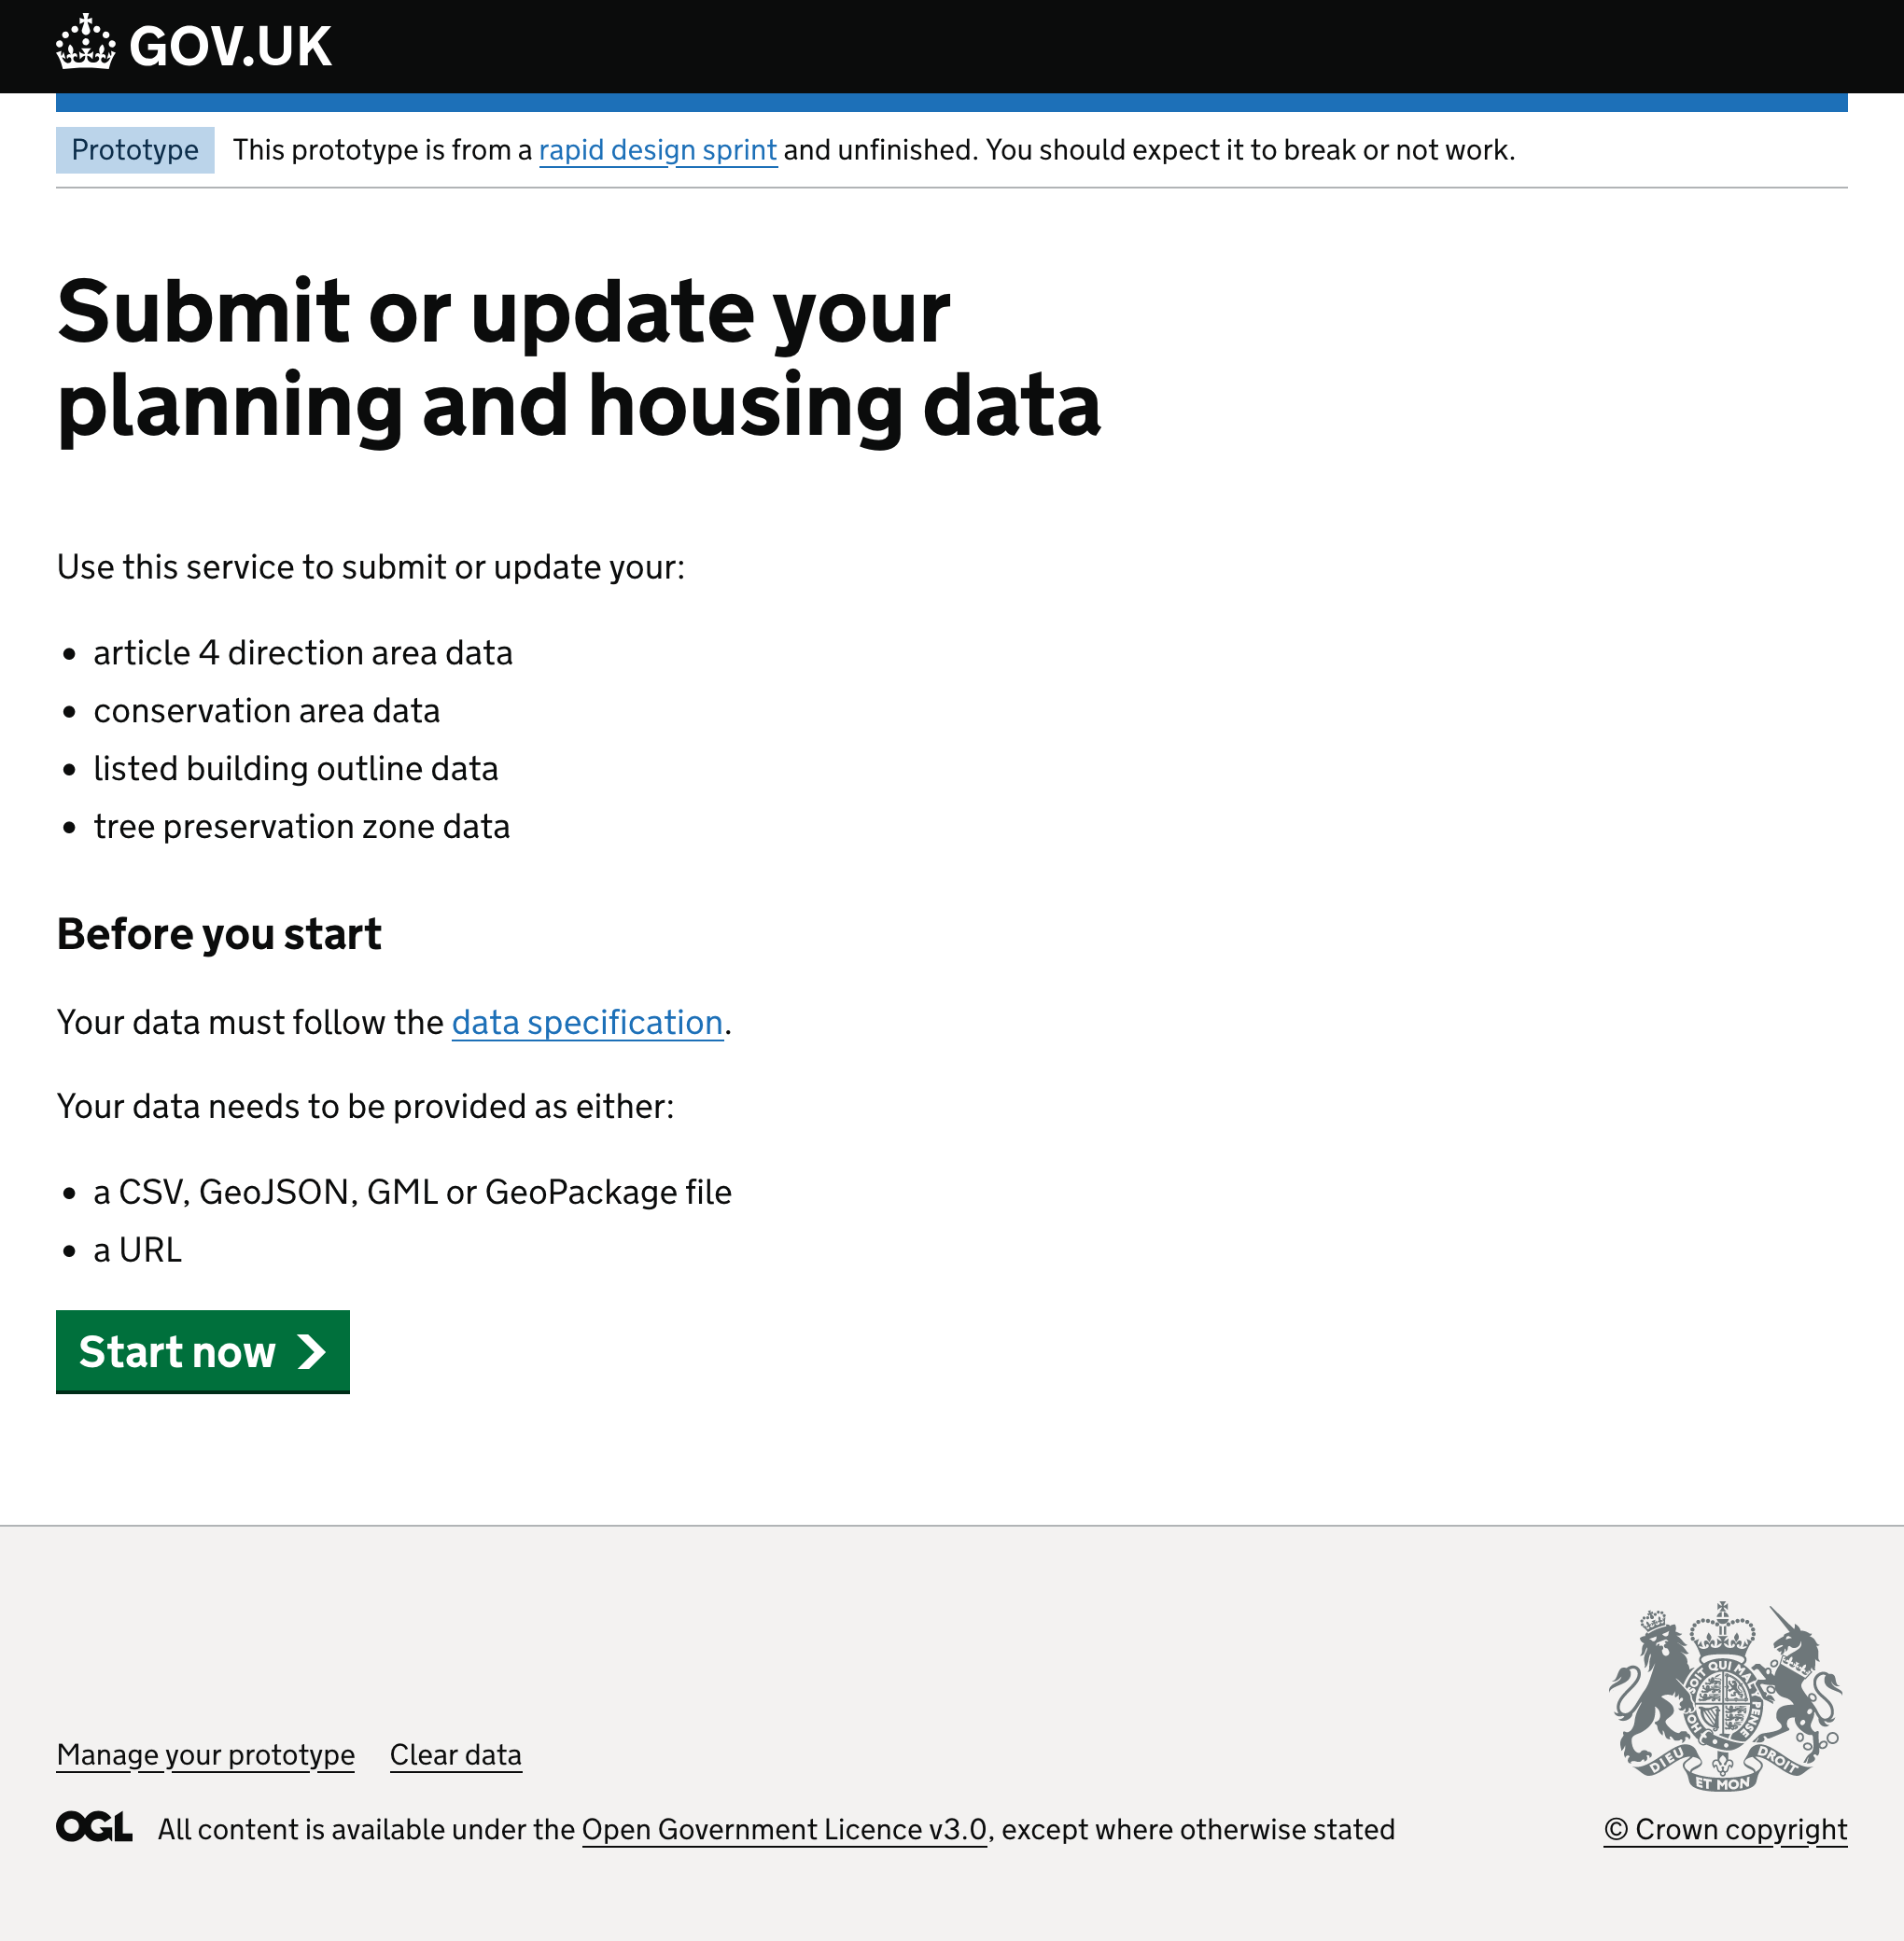 GOV.UK
Prototype This prototype is from a rapid design sprint and unfinished. You should expect it to break or not work.
Submit or update your
planning and housing data
Use this service to submit or update your:
• article 4 direction area data
• conservation area data
• listed building outline data
• tree preservation zone data
Before you start
Your data must follow the data specification.
Your data needs to be provided as either:
• a CSV, GeoJSON, GML or GeoPackage file
• a URL
Start now
SOIT QUI MAL Y PENSE
DIEU ET MON DROIT
Manage your prototype Clear data
OGL All content is available under the Open Government Licence v3.0, except where otherwise stated
© Crown copyright